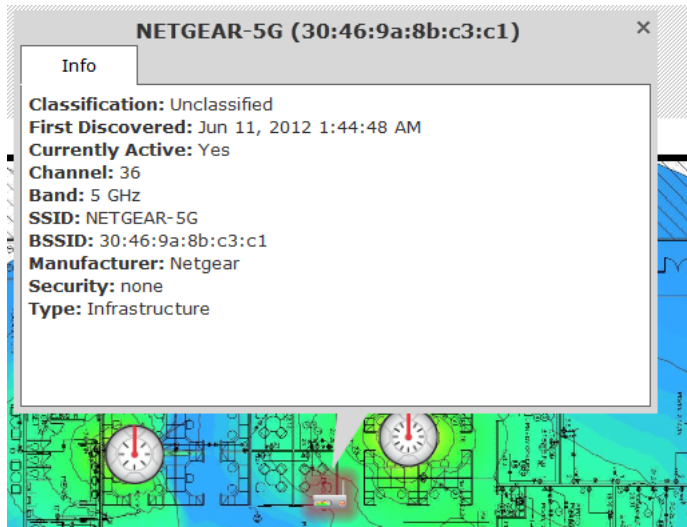 NETGEAR-5G (30:46:9a:8b:c3:c1)
Info
Classification: Unclassified
First Discovered: Jun 11, 2012 1:44:48 AM
Currently Active: Yes
Channel: 36
Band: 5 GHz
SSID: NETGEAR-5G
BSSID: 30:46:9a:8b:c3:c1
Manufacturer: Netgear
Security: none
Type: Infrastructure